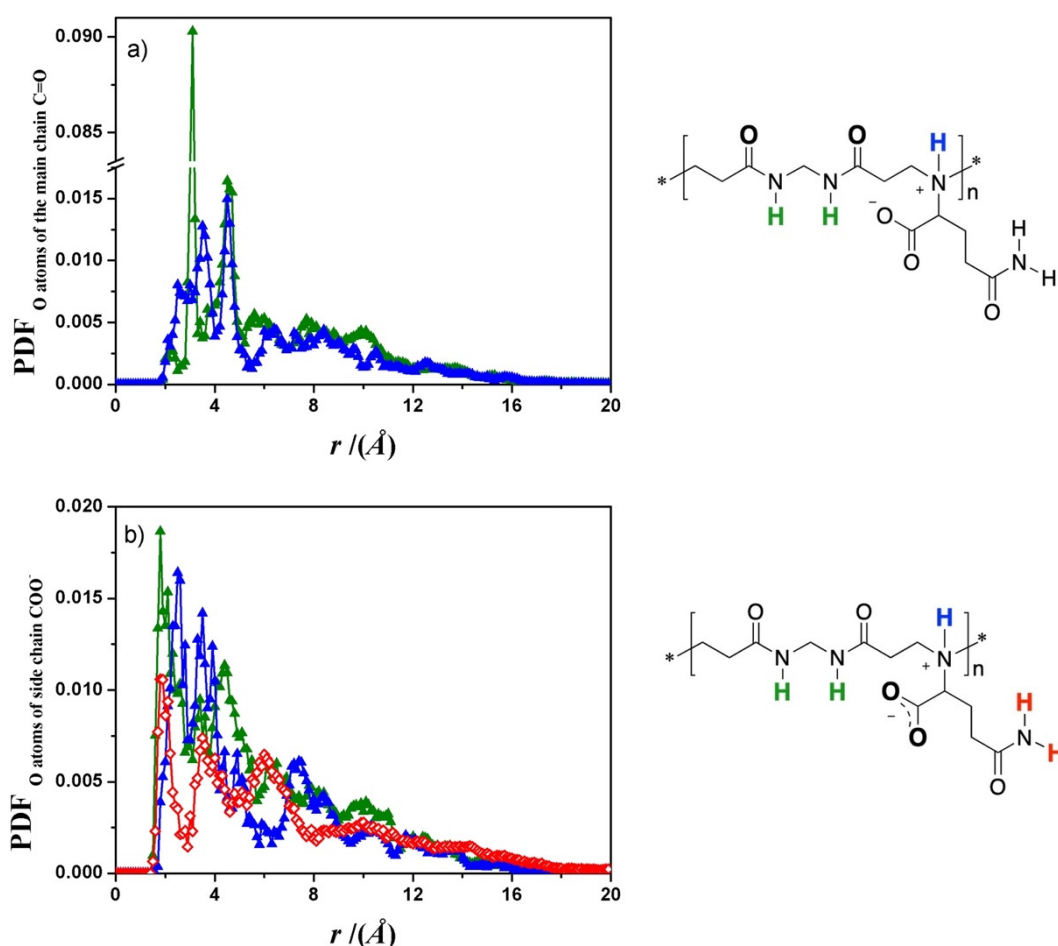 a)
0.090
0.085
0.015
0.010
0.005
0.000
0 4 8 12 16 20
PDF O atoms of the main chain C=O
r /(Å)
O O H
* [ N N N ] n *
H H + − O O H
N H
O
b)
0.020
0.015
0.010
0.005
0.000
0 4 8 12 16 20
PDF O atoms of side chain COO-
r /(Å)
O O H
* [ N N N ] n *
H H + O − O H
N H
O